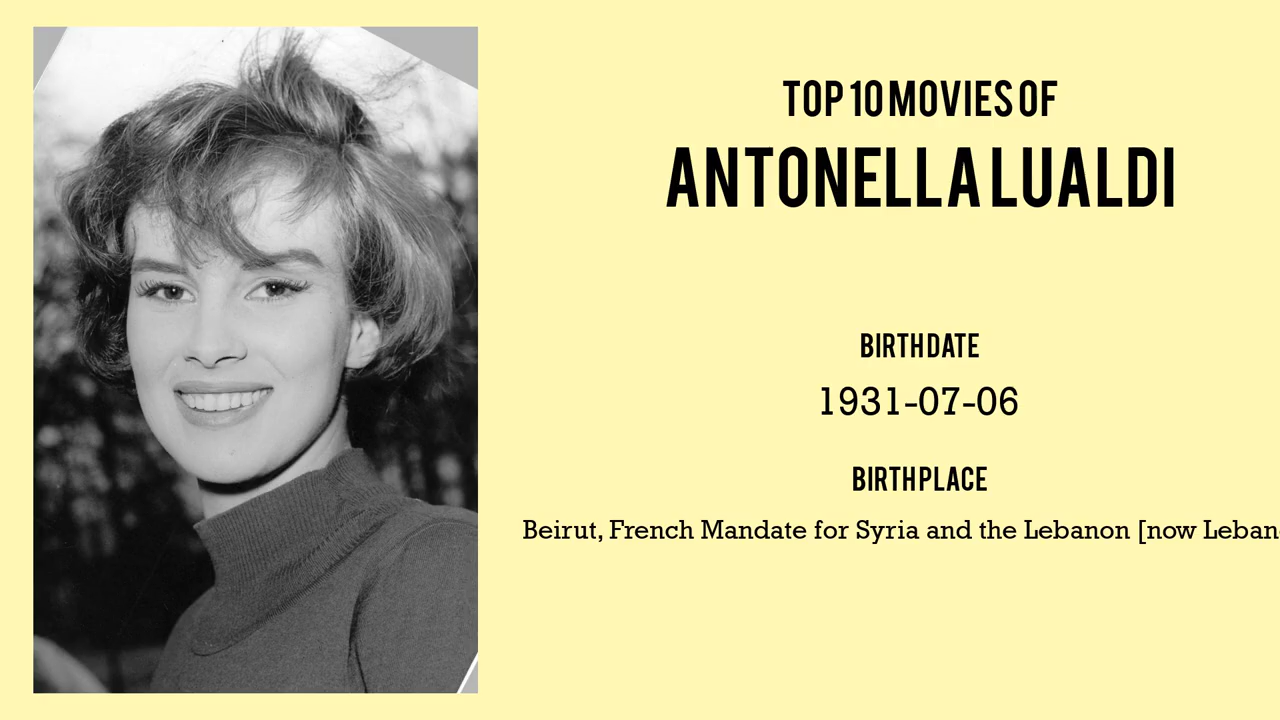 TOP 10 MOVIES OF
ANTONELLA LUALDI
BIRTHDATE
1931-07-06
BIRTHPLACE
Beirut, French Mandate for Syria and the Lebanon [now Leban